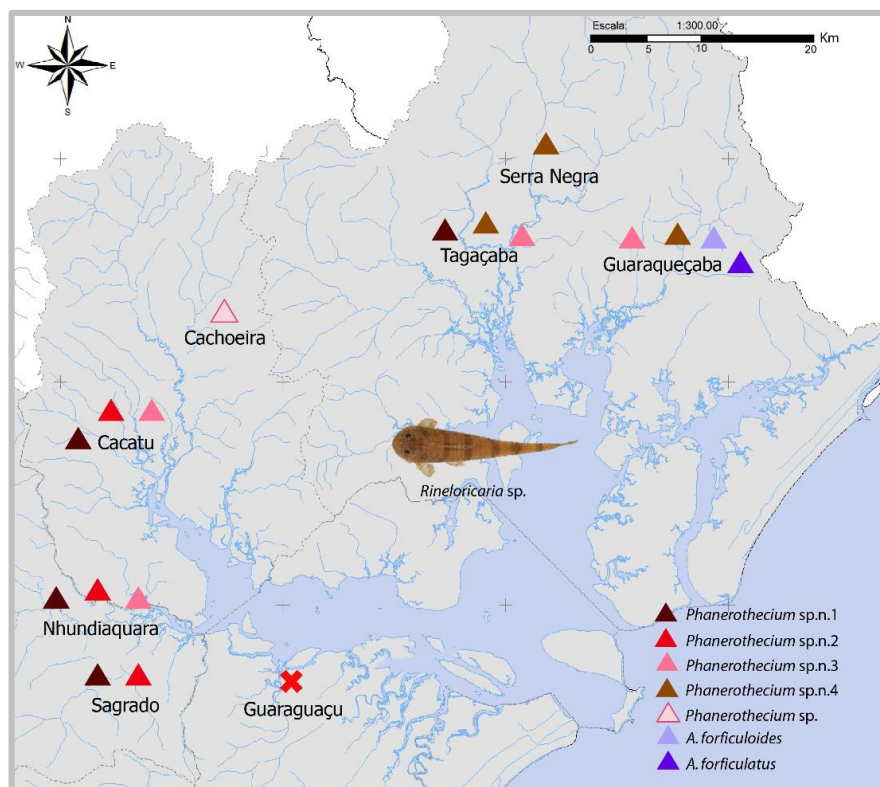 N
W E
S
Escala: 1:300.00
Km
0 5 10 20
Serra Negra
Tagaçaba
Guaraqueçaba
Cachoeira
Cacatu
Rineloricaria sp.
Nhundiaquara
Sagrado
Guaraguaçu
Phanerothecium sp.n.1
Phanerothecium sp.n.2
Phanerothecium sp.n.3
Phanerothecium sp.n.4
Phanerothecium sp.
A. forficuloides
A. forficulatus